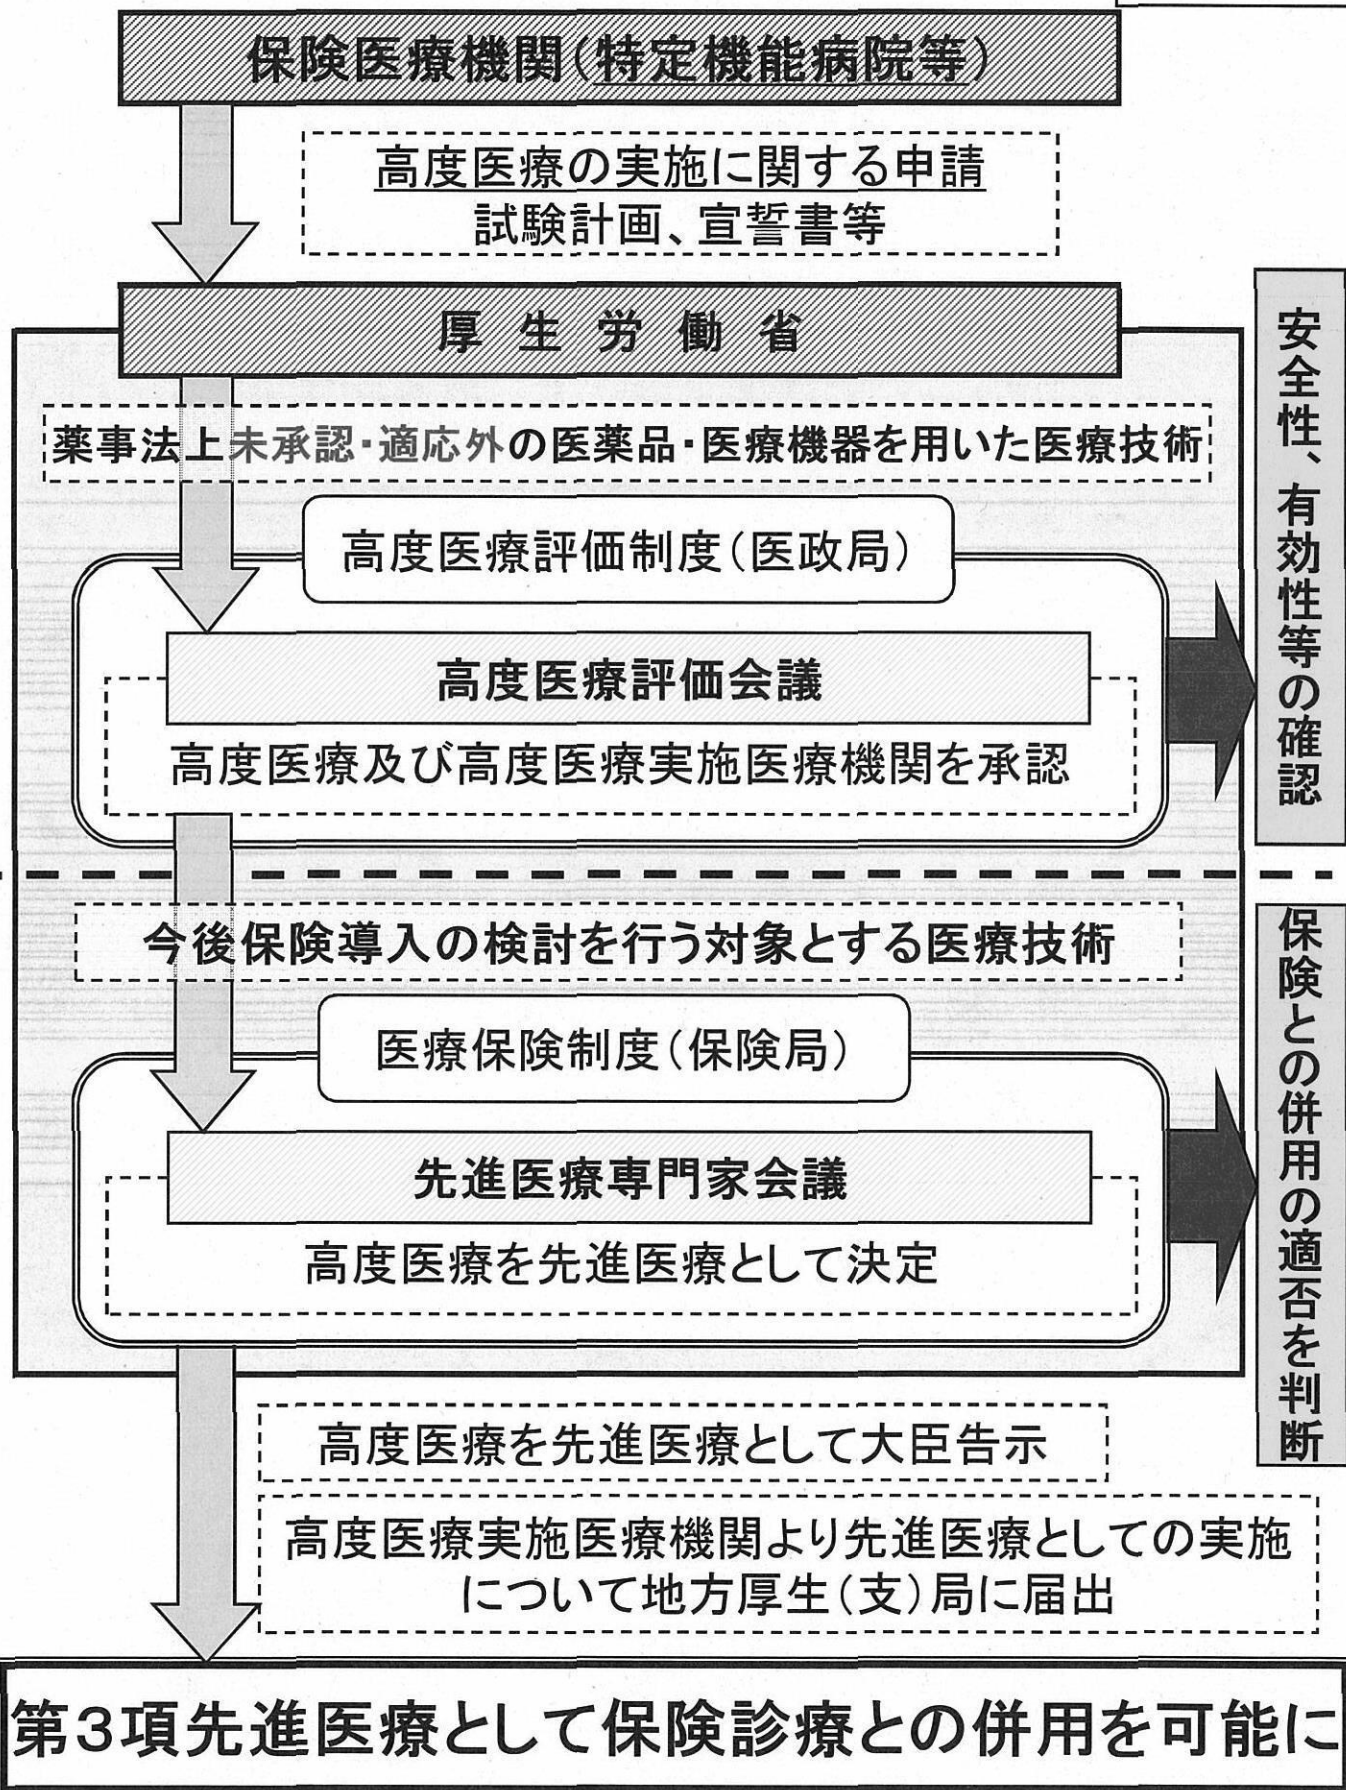 保険医療機関(特定機能病院等)
高度医療の実施に関する申請
試験計画、宣誓書等
厚生労働省
薬事法上未承認・適応外の医薬品・医療機器を用いた医療技術
高度医療評価制度(医政局)
高度医療評価会議
高度医療及び高度医療実施医療機関を承認
安全性、有効性等の確認
今後保険導入の検討を行う対象とする医療技術
医療保険制度(保険局)
先進医療専門家会議
高度医療を先進医療として決定
保険との併用の適否を判断
高度医療を先進医療として大臣告示
高度医療実施医療機関より先進医療としての実施
について地方厚生(支)局に届出
第3項先進医療として保険診療との併用を可能に